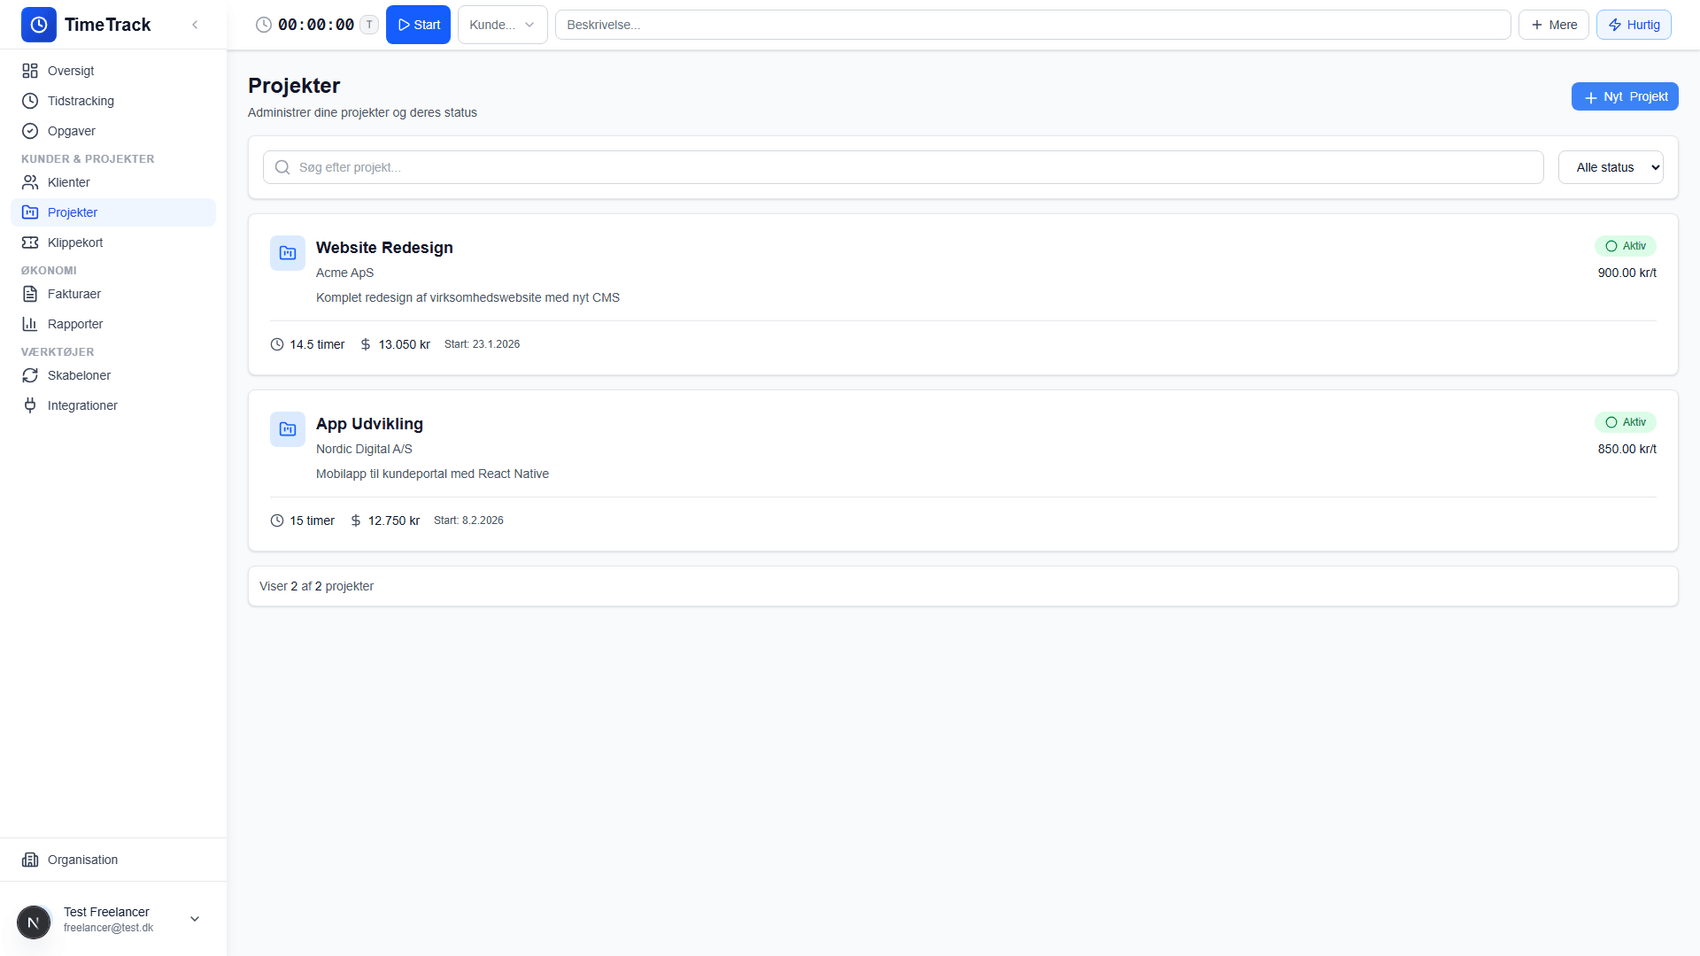 TimeTrack
00:00:00 T Start Kunde... Beskrivelse... Mere Hurtig
Oversigt
Tidstracking
Opgaver
KUNDER & PROJEKTER
Klienter
Projekter
Klippekort
ØKONOMI
Fakturaer
Rapporter
VÆRKTØJER
Skabeloner
Integrationer
Organisation
N
Test Freelancer
freelancer@test.dk
Projekter
Administrer dine projekter og deres status
Nyt Projekt
Søg efter projekt...
Alle status
Website Redesign
Aktiv
Acme ApS
900.00 kr/t
Komplet redesign af virksomhedswebsite med nyt CMS
14.5 timer $ 13.050 kr Start: 23.1.2026
App Udvikling
Aktiv
Nordic Digital A/S
850.00 kr/t
Mobilapp til kundeportal med React Native
15 timer $ 12.750 kr Start: 8.2.2026
Viser 2 af 2 projekter